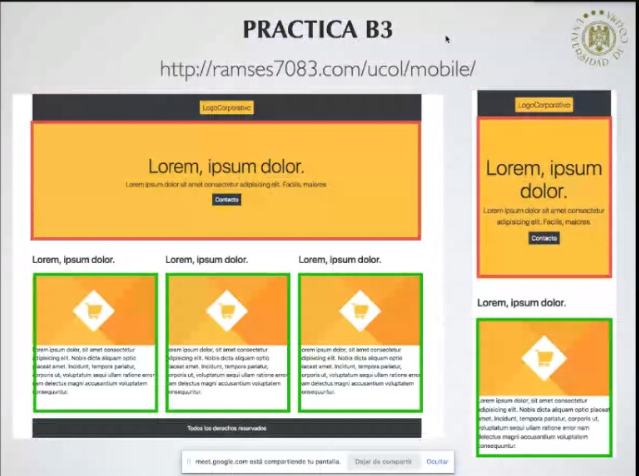 PRACTICA B3
http://ramses7083.com/ucol/mobile/
UNIVERSIDAD DE COLIMA
LogoCorporativo
Lorem, ipsum dolor.
Lorem ipsum dolor sit amet consectetur adipisicing elit. Facilis, maiores
Contacto
Lorem, ipsum dolor.
Lorem, ipsum dolor.
Lorem, ipsum dolor.
Lorem ipsum dolor, sit amet consectetur
adipisicing elit. Nobis dicta aliquam optio
placeat amet. Incidunt, tempora pariatur,
corporis ut, voluptatem sequi ullam ratione error
nam delectus magni accusantium voluptatem
consequuntur.
Lorem ipsum dolor, sit amet consectetur
adipisicing elit. Nobis dicta aliquam optio
placeat amet. Incidunt, tempora pariatur,
corporis ut, voluptatem sequi ullam ratione error
nam delectus magni accusantium voluptatem
consequuntur.
Lorem ipsum dolor, sit amet consectetur
adipisicing elit. Nobis dicta aliquam optio
placeat amet. Incidunt, tempora pariatur,
corporis ut, voluptatem sequi ullam ratione error
nam delectus magni accusantium voluptatem
consequuntur.
Todos los derechos reservados
LogoCorporativo
Lorem, ipsum
dolor.
Lorem ipsum dolor sit amet consectetur
adipisicing elit. Facilis, maiores
Contacto
Lorem, ipsum dolor.
Lorem ipsum dolor, sit amet consectetur
adipisicing elit. Nobis dicta aliquam optio placeat
amet. Incidunt, tempora pariatur, corporis ut,
voluptatem sequi ullam ratione error nam
delectus magni accusantium voluptatem
consequuntur.
meet.google.com está compartiendo tu pantalla.
Dejar de compartir
Ocultar